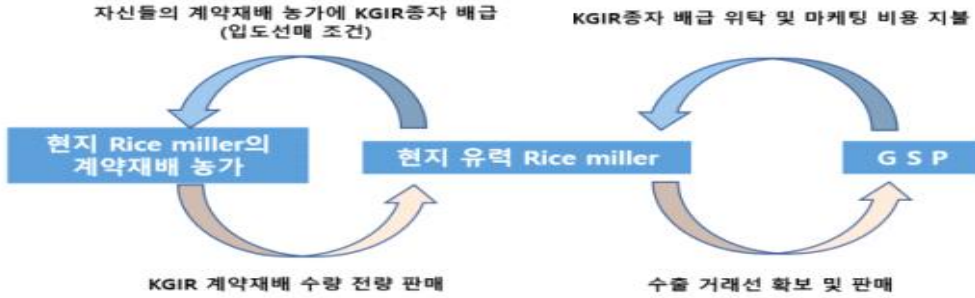 자신들의 계약재배 농가에 KGIR종자 배급
(입도선매 조건)
KGIR종자 배급 위탁 및 마케팅 비용 지불
현지 Rice miller의
계약재배 농가
현지 유력 Rice miller
G S P
KGIR 계약재배 수량 전량 판매
수출 거래선 확보 및 판매